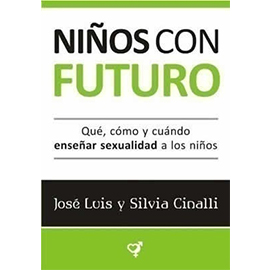 NIÑOS CON
FUTURO
Qué, cómo y cuándo
enseñar sexualidad a los niños
José Luis y Silvia Cinalli